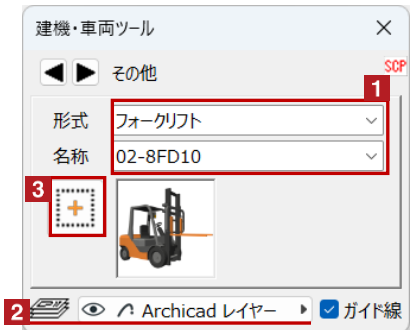 建機・車両ツール
その他
SCP
1
形式 フォークリフト
名称 02-8FD10
3
2
Archicad レイヤー
ガイド線